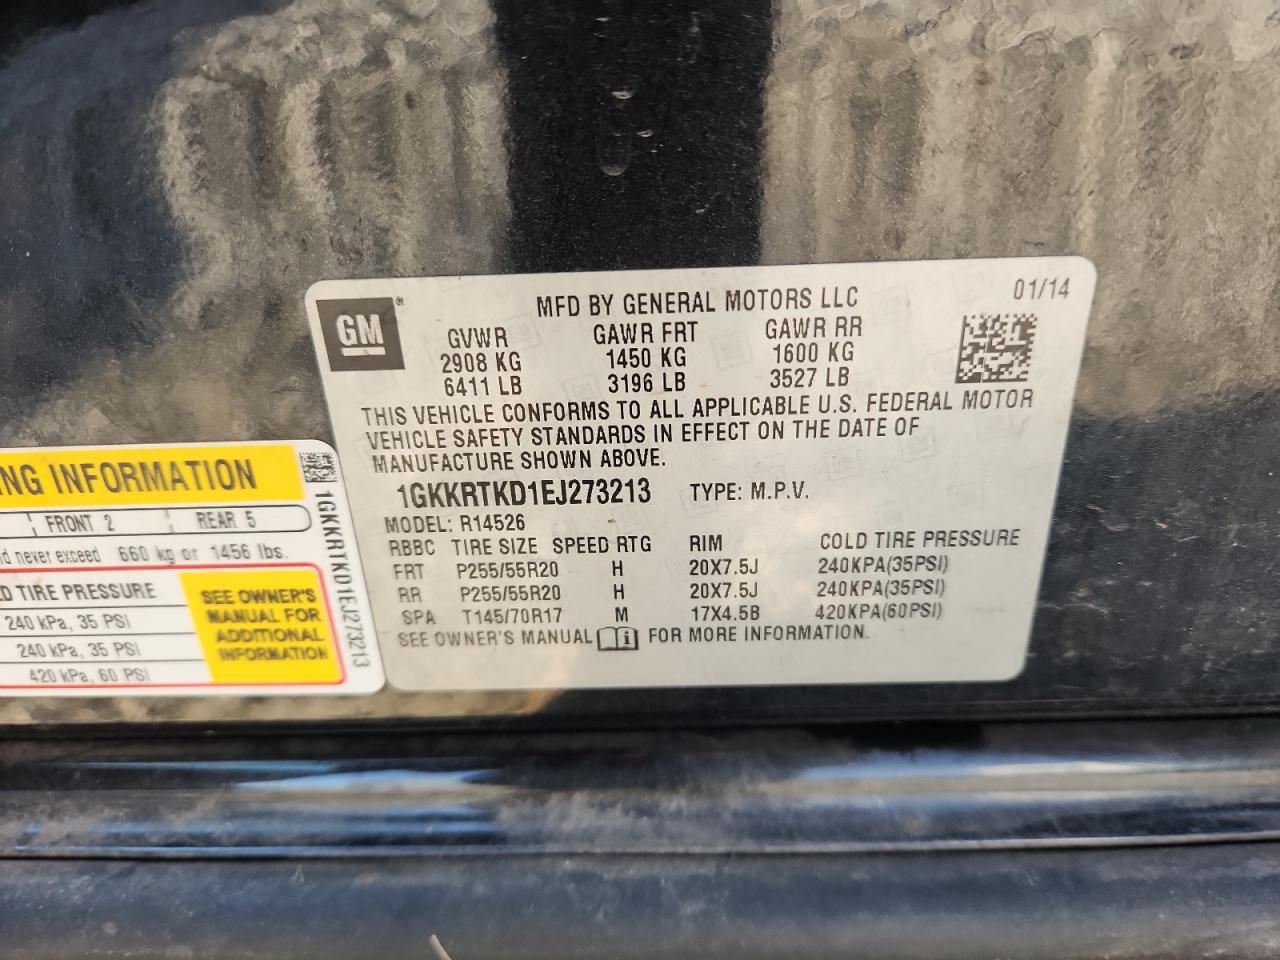 GM ®
MFD BY GENERAL MOTORS LLC 01/14
GVWR GAWR FRT GAWR RR
2908 KG 1450 KG 1600 KG
6411 LB 3196 LB 3527 LB
THIS VEHICLE CONFORMS TO ALL APPLICABLE U.S. FEDERAL MOTOR
VEHICLE SAFETY STANDARDS IN EFFECT ON THE DATE OF
MANUFACTURE SHOWN ABOVE.
1GKKRTKD1EJ273213 TYPE: M.P.V.
MODEL: R14526
RBBC TIRE SIZE SPEED RTG RIM COLD TIRE PRESSURE
FRT P255/55R20 H 20X7.5J 240KPA(35PSI)
RR P255/55R20 H 20X7.5J 240KPA(35PSI)
SPA T145/70R17 M 17X4.5B 420KPA(60PSI)
SEE OWNER'S MANUAL i FOR MORE INFORMATION.
NG INFORMATION
FRONT 2 REAR 5
d never exceed 660 kg or 1456 lbs.
D TIRE PRESSURE
240 kPa, 35 PSI
240 kPa, 35 PSI
420 kPa, 60 PSI
SEE OWNER'S
MANUAL FOR
ADDITIONAL
INFORMATION
1GKKRTKD1EJ273213